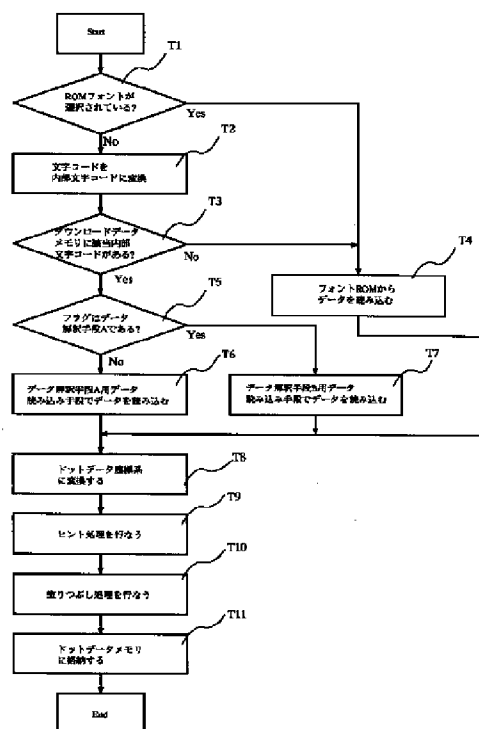 Start
T1
ROMフォントが
選択されている?
Yes
No
T2
文字コードを
内部文字コードに変換
T3
ダウンロードデータ
メモリに該当内部
文字コードがある?
No
Yes
T4
フォントROMから
データを読み込む
T5
フラグはデータ
解釈手段Aである?
Yes
No
T6
データ解釈手段A用データ
読み込み手段でデータを読み込む
T7
データ解釈手段B用データ
読み込み手段でデータを読み込む
T8
ドットデータ座標系
に変換する
T9
ヒント処理を行なう
T10
塗りつぶし処理を行なう
T11
ドットデータメモリ
に格納する
End